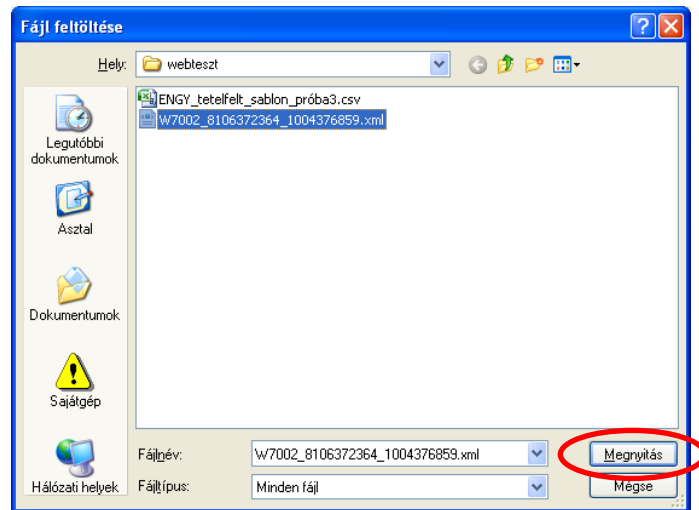 Fájl feltöltése
Hely:
webteszt
Legutóbbi
dokumentumok
Asztal
Dokumentumok
Sajátgép
Hálózati helyek
ENGY_tetelfelt_sablon_próba3.csv
W7002_8106372364_1004376859.xml
Fájlnév:
W7002_8106372364_1004376859.xml
Megnyitás
Fájltípus:
Minden fájl
Mégse